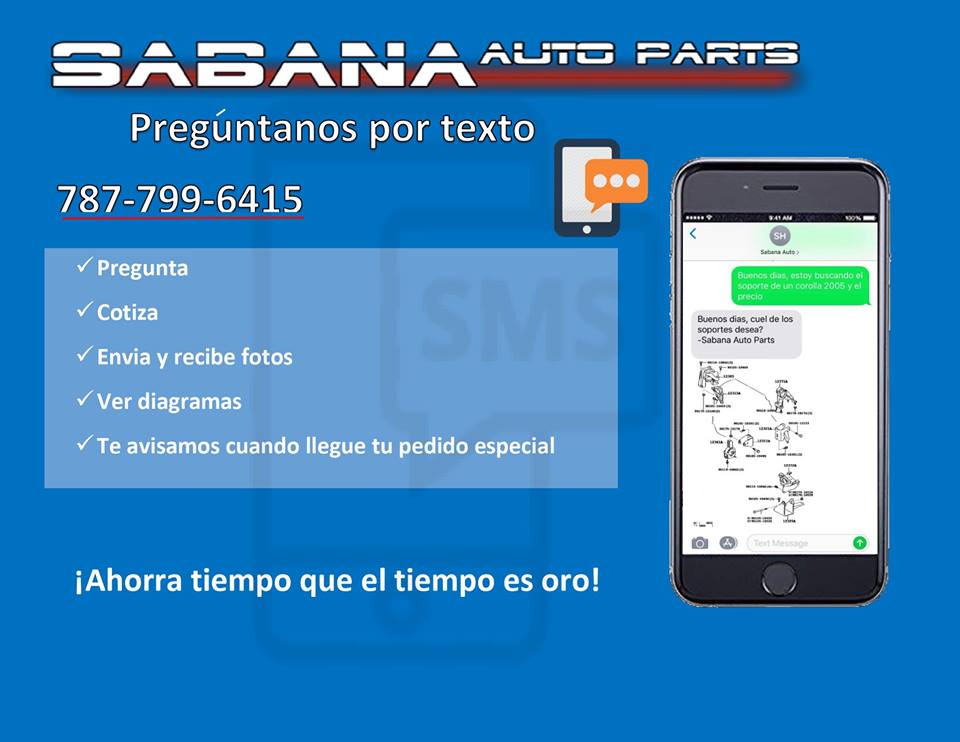 SABANA AUTO PARTS
Pregúntanos por texto
787-799-6415
SMS
✓ Pregunta
✓ Cotiza
✓ Envia y recibe fotos
✓ Ver diagramas
✓ Te avisamos cuando llegue tu pedido especial
¡Ahorra tiempo que el tiempo es oro!
9:41 AM 100%
SH
Sabana Auto >
Buenos dias, estoy buscando el
soporte de un corolla 2005 y el
precio
Buenos dias, cuel de los
soportes desea?
-Sabana Auto Parts
Text Message